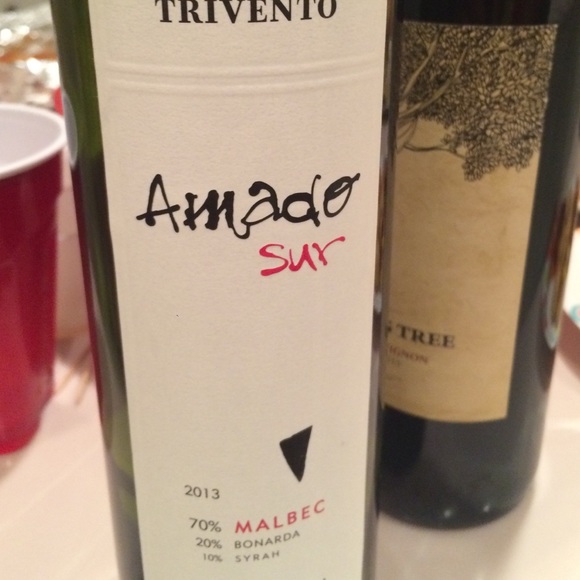 TRIVENTO
Amado
sur
2013
70% MALBEC
20% BONARDA
10% SYRAH
TREE